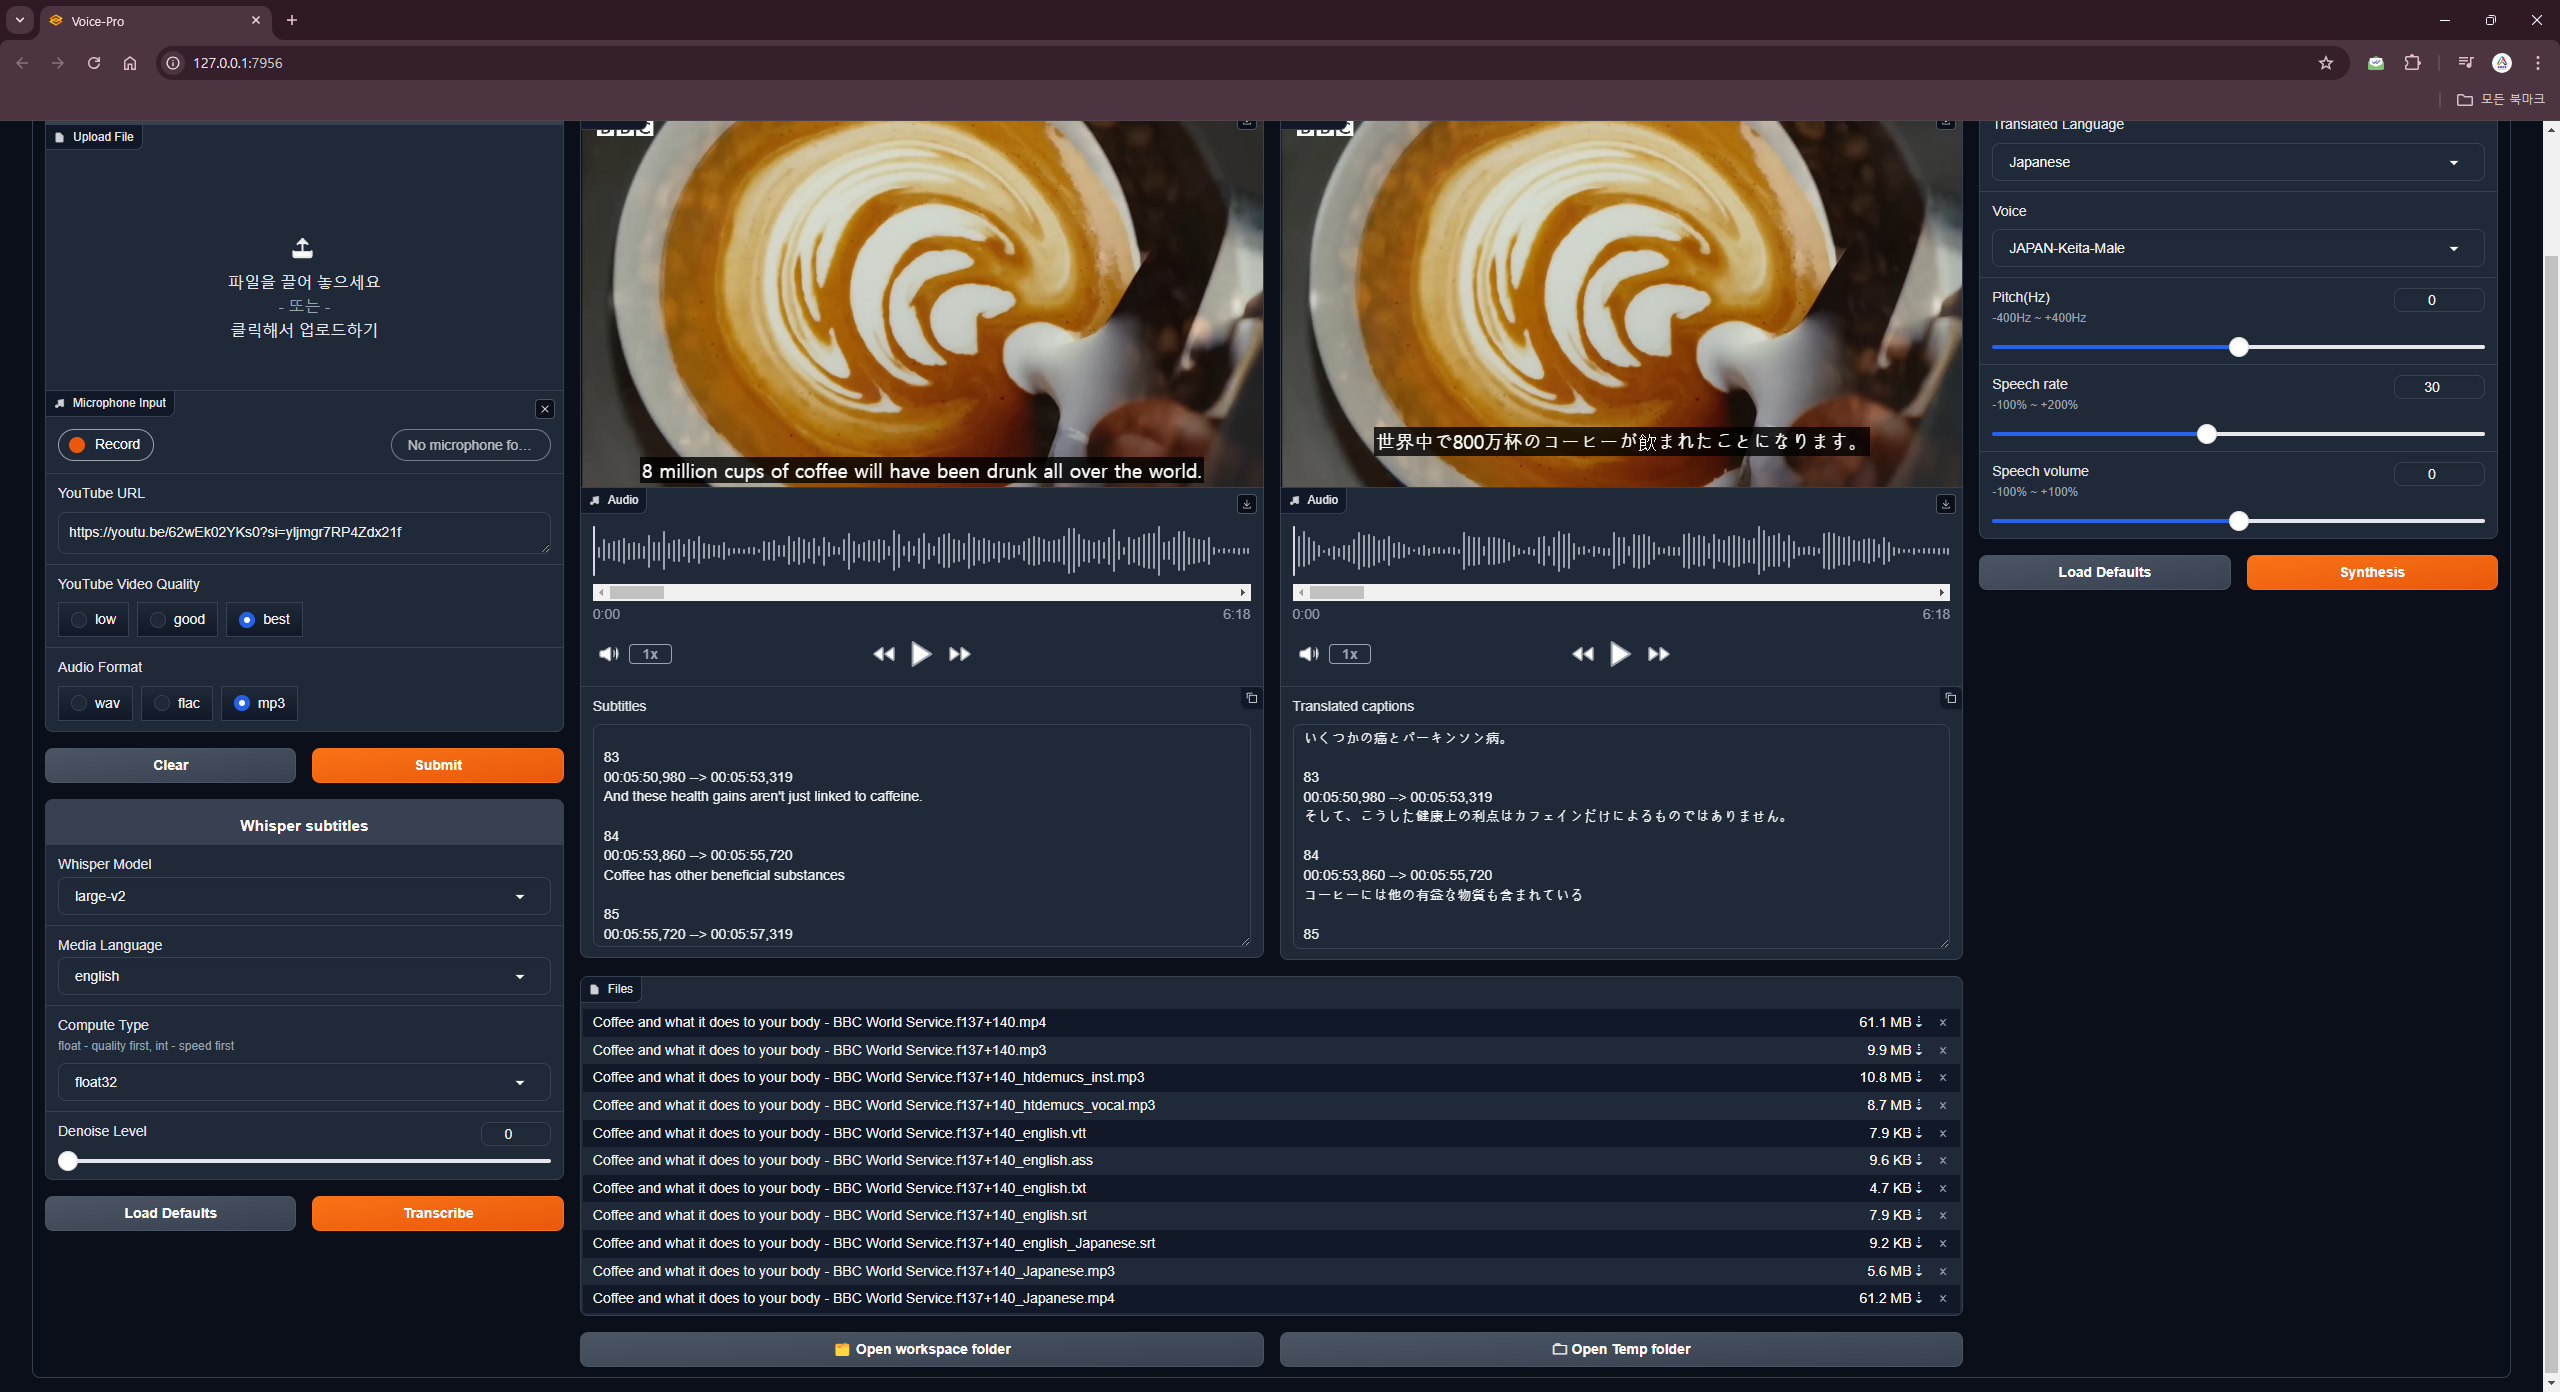 Voice-Pro
127.0.0.1:7956
모든 북마크
Upload File
파일을 끌어 놓으세요
- 또는 -
클릭해서 업로드하기
Microphone Input
Record
No microphone fo...
YouTube URL
https://youtu.be/62wEk02YKs0?si=yljmgr7RP4Zdx21f
YouTube Video Quality
low
good
best
Audio Format
wav
flac
mp3
Clear
Submit
Whisper subtitles
Whisper Model
large-v2
Media Language
english
Compute Type
float - quality first, int - speed first
float32
Denoise Level
0
Load Defaults
Transcribe
BBC
8 million cups of coffee will have been drunk all over the world.
Audio
0:00
6:18
1x
Subtitles
83
00:05:50,980 --> 00:05:53,319
And these health gains aren't just linked to caffeine.
84
00:05:53,860 --> 00:05:55,720
Coffee has other beneficial substances
85
00:05:55,720 --> 00:05:57,319
BBC
世界中で800万杯のコーヒーが飲まれたことになります。
Audio
0:00
6:18
1x
Translated captions
いくつかの癌とパーキンソン病。
83
00:05:50,980 --> 00:05:53,319
そして、こうした健康上の利点はカフェインだけによるものではありません。
84
00:05:53,860 --> 00:05:55,720
コーヒーには他の有益な物質も含まれている
85
Files
Coffee and what it does to your body - BBC World Service.f137+140.mp4 61.1 MB ⇣ ×
Coffee and what it does to your body - BBC World Service.f137+140.mp3 9.9 MB ⇣ ×
Coffee and what it does to your body - BBC World Service.f137+140_htdemucs_inst.mp3 10.8 MB ⇣ ×
Coffee and what it does to your body - BBC World Service.f137+140_htdemucs_vocal.mp3 8.7 MB ⇣ ×
Coffee and what it does to your body - BBC World Service.f137+140_english.vtt 7.9 KB ⇣ ×
Coffee and what it does to your body - BBC World Service.f137+140_english.ass 9.6 KB ⇣ ×
Coffee and what it does to your body - BBC World Service.f137+140_english.txt 4.7 KB ⇣ ×
Coffee and what it does to your body - BBC World Service.f137+140_english.srt 7.9 KB ⇣ ×
Coffee and what it does to your body - BBC World Service.f137+140_english_Japanese.srt 9.2 KB ⇣ ×
Coffee and what it does to your body - BBC World Service.f137+140_Japanese.mp3 5.6 MB ⇣ ×
Coffee and what it does to your body - BBC World Service.f137+140_Japanese.mp4 61.2 MB ⇣ ×
Open workspace folder
Open Temp folder
Translated Language
Japanese
Voice
JAPAN-Keita-Male
Pitch(Hz)
0
-400Hz ~ +400Hz
Speech rate
30
-100% ~ +200%
Speech volume
0
-100% ~ +100%
Load Defaults
Synthesis